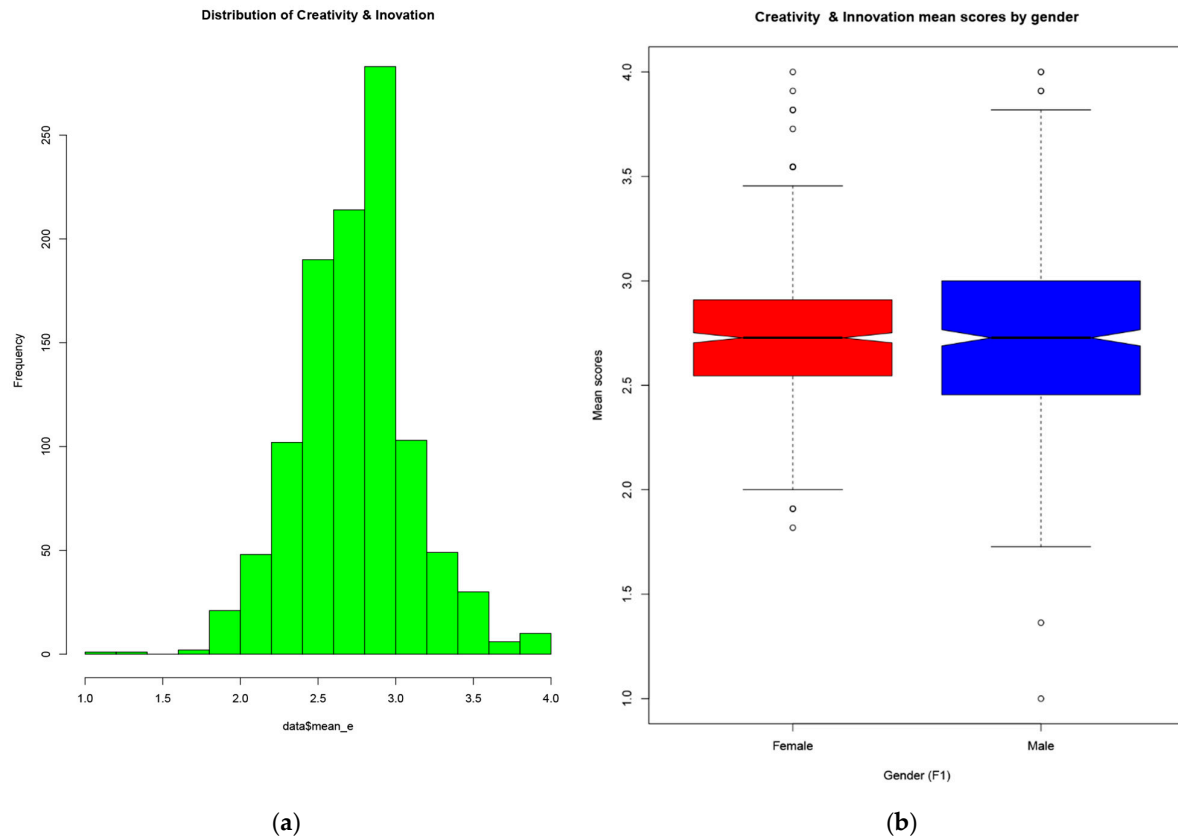 Distribution of Creativity & Inovation
250
200
150
100
50
0
Frequency
1.0 1.5 2.0 2.5 3.0 3.5 4.0
data$mean_e
(a)
Creativity & Innovation mean scores by gender
4.0
3.5
3.0
2.5
2.0
1.5
1.0
Mean scores
Female Male
Gender (F1)
(b)